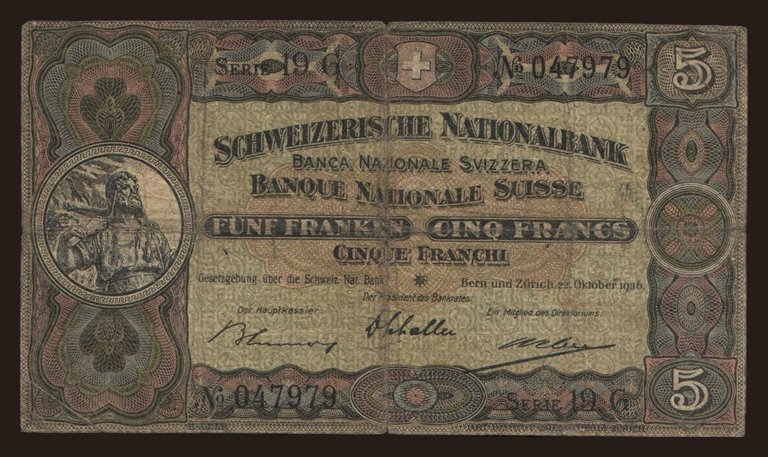 SERIE 19 G
No 047979
5
SCHWEIZERISCHE NATIONALBANK
BANCA NAZIONALE SVIZZERA
BANQUE NATIONALE SUISSE
FÜNF FRANKEN CINQ FRANCS
CINQUE FRANCHI
Gesetzgebung über die Schweiz. Nat. Bank
Bern und Zürich, 22. Oktober 1926.
Der Präsident des Bankrates:
Der Hauptkassier:
Ein Mitglied des Direktoriums:
No 047979
SERIE 19 G
5